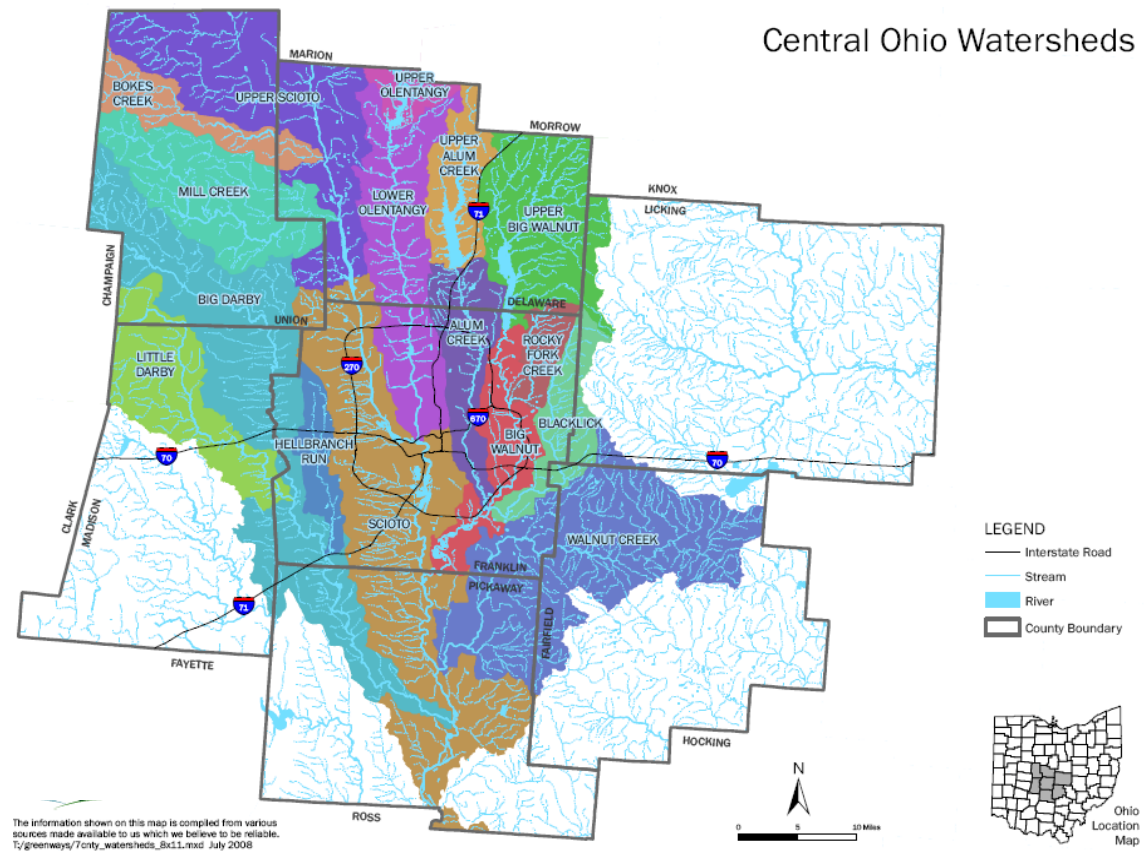 Central Ohio Watersheds
MARION
BOKES
CREEK
UPPER SCIOTO
UPPER
OLENTANGY
MORROW
UPPER
ALUM
CREEK
MILL CREEK
LOWER
OLENTANGY
71
UPPER
BIG WALNUT
KNOX
LICKING
CHAMPAIGN
BIG DARBY
DELAWARE
UNION
ALUM
CREEK
ROCKY
FORK
CREEK
LITTLE
DARBY
270
670
BLACKLICK
BIG
WALNUT
HELLBRANCH
RUN
70
70
CLARK
MADISON
SCIOTO
WALNUT CREEK
FRANKLIN
PICKAWAY
71
FAIRFIELD
FAYETTE
HOCKING
ROSS
LEGEND
Interstate Road
Stream
River
County Boundary
N
0 5 10 Miles
Ohio
Location
Map
The information shown on this map is compiled from various
sources made available to us which we believe to be reliable.
T:/greenways/7cnty_watersheds_8x11.mxd July 2008